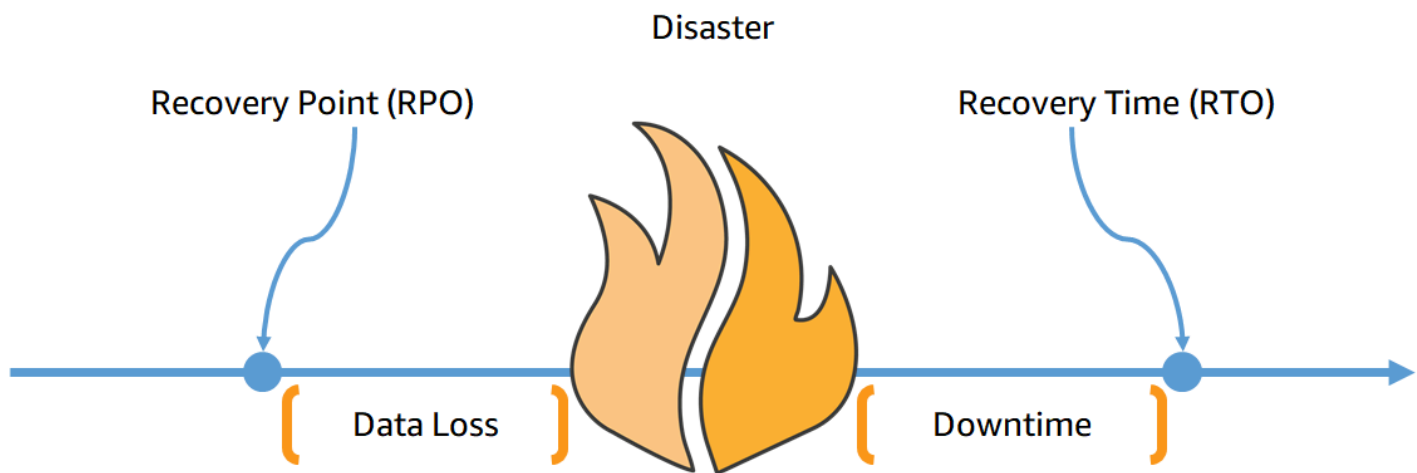 Disaster
Recovery Point (RPO)
Recovery Time (RTO)
Data Loss
Downtime